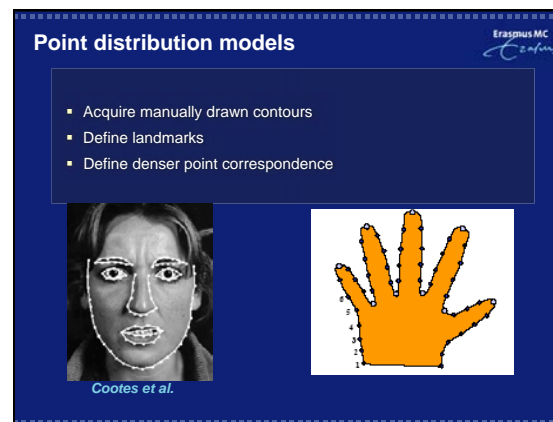 Point distribution models
Erasmus MC
Erasmus
Acquire manually drawn contours
Define landmarks
Define denser point correspondence
6
5
4
3
2
1
Cootes et al.